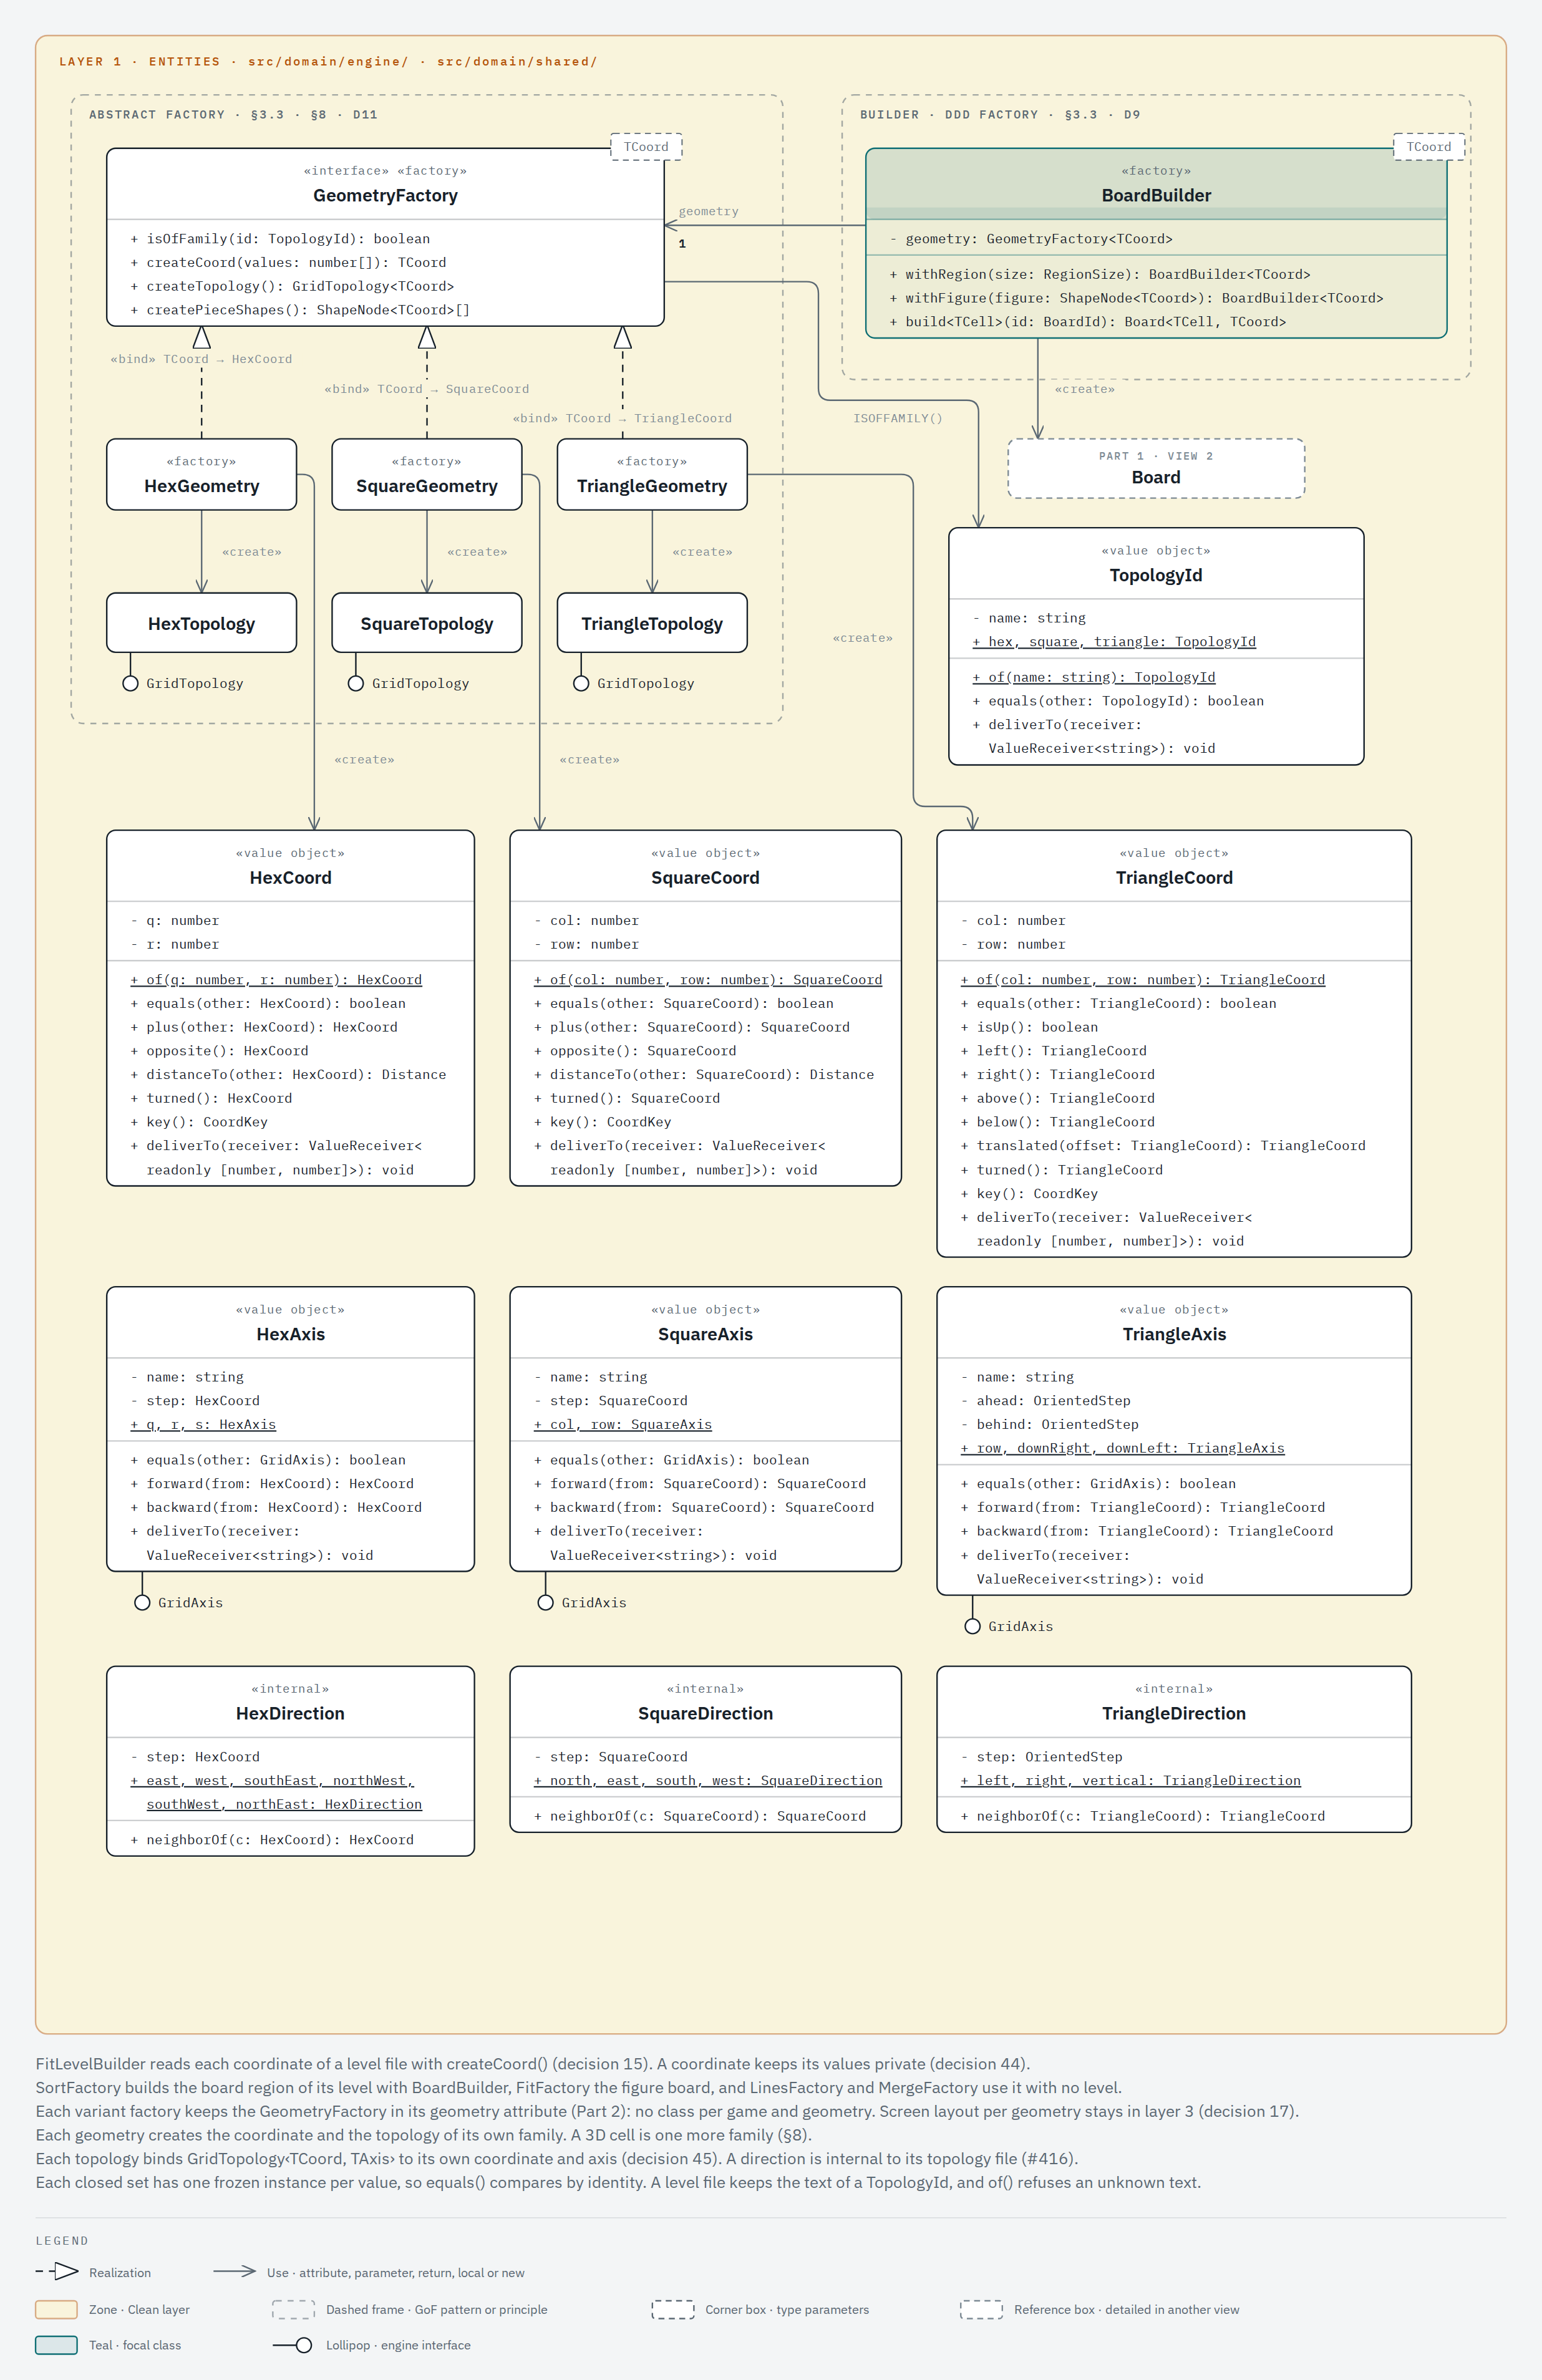 LAYER 1 · ENTITIES · src/domain/engine/ · src/domain/shared/
ABSTRACT FACTORY · §3.3 · §8 · D11
TCoord
«interface» «factory»
GeometryFactory
+ isOfFamily(id: TopologyId): boolean
+ createCoord(values: number[]): TCoord
+ createTopology(): GridTopology<TCoord>
+ createPieceShapes(): ShapeNode<TCoord>[]
geometry
1
BUILDER · DDD FACTORY · §3.3 · D9
TCoord
«factory»
BoardBuilder
- geometry: GeometryFactory<TCoord>
+ withRegion(size: RegionSize): BoardBuilder<TCoord>
+ withFigure(figure: ShapeNode<TCoord>): BoardBuilder<TCoord>
+ build<TCell>(id: BoardId): Board<TCell, TCoord>
«bind» TCoord → HexCoord
«bind» TCoord → SquareCoord
«bind» TCoord → TriangleCoord
ISOFFAMILY()
«create»
PART 1 · VIEW 2
Board
«factory»
HexGeometry
«factory»
SquareGeometry
«factory»
TriangleGeometry
«create»
«create»
«create»
HexTopology
SquareTopology
TriangleTopology
GridTopology
GridTopology
GridTopology
«create»
«create»
«create»
«value object»
TopologyId
- name: string
+ hex, square, triangle: TopologyId
+ of(name: string): TopologyId
+ equals(other: TopologyId): boolean
+ deliverTo(receiver:
ValueReceiver<string>): void
«value object»
HexCoord
- q: number
- r: number
+ of(q: number, r: number): HexCoord
+ equals(other: HexCoord): boolean
+ plus(other: HexCoord): HexCoord
+ opposite(): HexCoord
+ distanceTo(other: HexCoord): Distance
+ turned(): HexCoord
+ key(): CoordKey
+ deliverTo(receiver: ValueReceiver<
readonly [number, number]>): void
«value object»
SquareCoord
- col: number
- row: number
+ of(col: number, row: number): SquareCoord
+ equals(other: SquareCoord): boolean
+ plus(other: SquareCoord): SquareCoord
+ opposite(): SquareCoord
+ distanceTo(other: SquareCoord): Distance
+ turned(): SquareCoord
+ key(): CoordKey
+ deliverTo(receiver: ValueReceiver<
readonly [number, number]>): void
«value object»
TriangleCoord
- col: number
- row: number
+ of(col: number, row: number): TriangleCoord
+ equals(other: TriangleCoord): boolean
+ isUp(): boolean
+ left(): TriangleCoord
+ right(): TriangleCoord
+ above(): TriangleCoord
+ below(): TriangleCoord
+ translated(offset: TriangleCoord): TriangleCoord
+ turned(): TriangleCoord
+ key(): CoordKey
+ deliverTo(receiver: ValueReceiver<
readonly [number, number]>): void
«value object»
HexAxis
- name: string
- step: HexCoord
+ q, r, s: HexAxis
+ equals(other: GridAxis): boolean
+ forward(from: HexCoord): HexCoord
+ backward(from: HexCoord): HexCoord
+ deliverTo(receiver:
ValueReceiver<string>): void
GridAxis
«value object»
SquareAxis
- name: string
- step: SquareCoord
+ col, row: SquareAxis
+ equals(other: GridAxis): boolean
+ forward(from: SquareCoord): SquareCoord
+ backward(from: SquareCoord): SquareCoord
+ deliverTo(receiver:
ValueReceiver<string>): void
GridAxis
«value object»
TriangleAxis
- name: string
- ahead: OrientedStep
- behind: OrientedStep
+ row, downRight, downLeft: TriangleAxis
+ equals(other: GridAxis): boolean
+ forward(from: TriangleCoord): TriangleCoord
+ backward(from: TriangleCoord): TriangleCoord
+ deliverTo(receiver:
ValueReceiver<string>): void
GridAxis
«internal»
HexDirection
- step: HexCoord
+ east, west, southEast, northWest,
southWest, northEast: HexDirection
+ neighborOf(c: HexCoord): HexCoord
«internal»
SquareDirection
- step: SquareCoord
+ north, east, south, west: SquareDirection
+ neighborOf(c: SquareCoord): SquareCoord
«internal»
TriangleDirection
- step: OrientedStep
+ left, right, vertical: TriangleDirection
+ neighborOf(c: TriangleCoord): TriangleCoord
FitLevelBuilder reads each coordinate of a level file with createCoord() (decision 15). A coordinate keeps its values private (decision 44).
SortFactory builds the board region of its level with BoardBuilder, FitFactory the figure board, and LinesFactory and MergeFactory use it with no level.
Each variant factory keeps the GeometryFactory in its geometry attribute (Part 2): no class per game and geometry. Screen layout per geometry stays in layer 3 (decision 17).
Each geometry creates the coordinate and the topology of its own family. A 3D cell is one more family (§8).
Each topology binds GridTopology‹TCoord, TAxis› to its own coordinate and axis (decision 45). A direction is internal to its topology file (#416).
Each closed set has one frozen instance per value, so equals() compares by identity. A level file keeps the text of a TopologyId, and of() refuses an unknown text.
LEGEND
Realization
Use · attribute, parameter, return, local or new
Zone · Clean layer
Dashed frame · GoF pattern or principle
Corner box · type parameters
Reference box · detailed in another view
Teal · focal class
Lollipop · engine interface